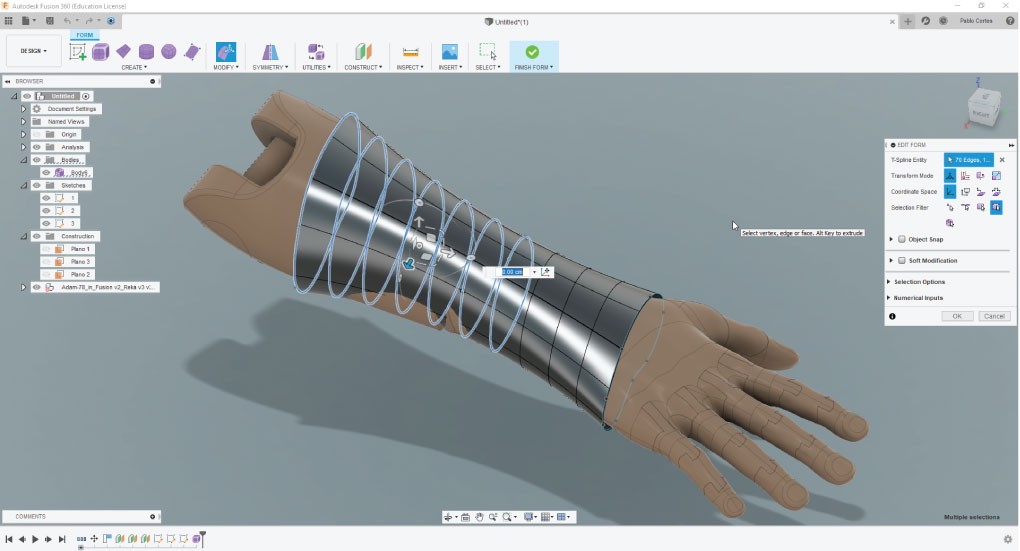 Autodesk Fusion 360 (Education License)
Untitled*(1)
Pablo Cortes
FORM
DESIGN
CREATE
MODIFY
SYMMETRY
UTILITIES
CONSTRUCT
INSPECT
INSERT
SELECT
FINISH FORM
BROWSER
Untitled
Document Settings
Named Views
Origin
Analysis
Bodies
Body6
Sketches
1
2
3
Construction
Plano 1
Plano 3
Plano 2
Adam-78_in_Fusion v2_Reka v3 v...
EDIT FORM
T-Spline Entity
70 Edges, 1...
Transform Mode
Coordinate Space
Selection Filter
Object Snap
Soft Modification
Selection Options
Numerical Inputs
OK
Cancel
Select vertex, edge or face. Alt Key to extrude
0.00 cm
COMMENTS
Multiple selections